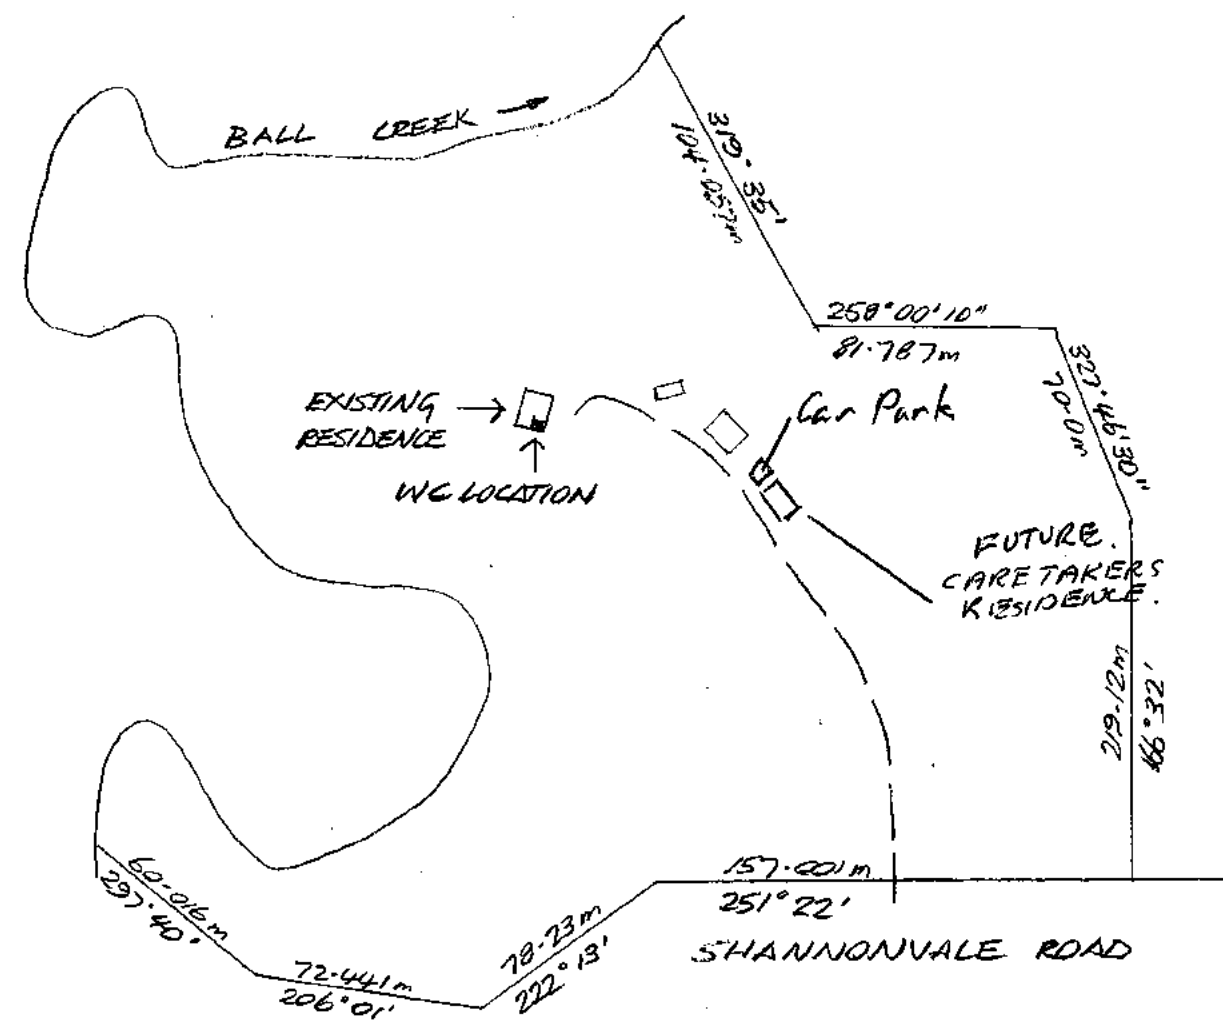 BALL CREEK
319° 35'
104.057m
258°00'10"
81.787m
327°46'30"
70.0m
Car Park
EXISTING
RESIDENCE
WC LOCATION
FUTURE.
CARETAKERS
RESIDENCE.
219.12m
166°32'
157.001m
251°22'
SHANNONVALE ROAD
60.016m
297°40'
72.441m
206°01'
78.23m
222°13'